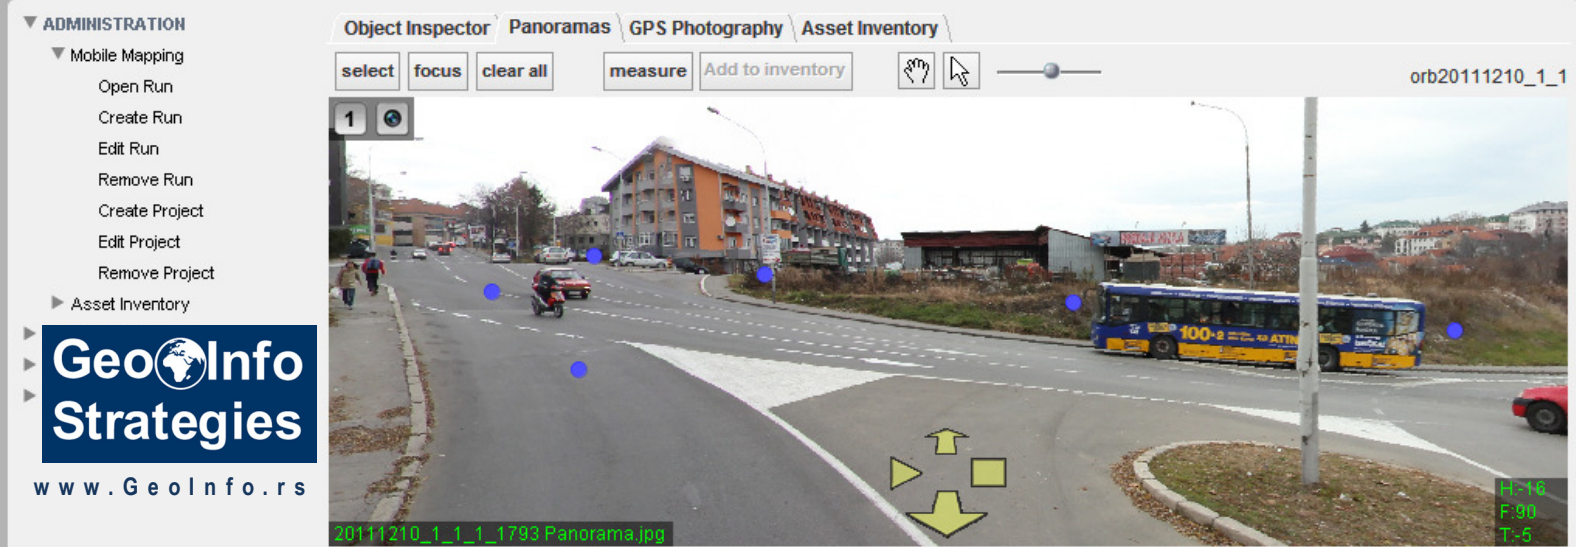 ADMINISTRATION
Mobile Mapping
Open Run
Create Run
Edit Run
Remove Run
Create Project
Edit Project
Remove Project
Asset Inventory
GeoInfo
Strategies
www.GeoInfo.rs
Object Inspector Panoramas GPS Photography Asset Inventory
select focus clear all measure Add to inventory
orb20111210_1_1
1
100-2
ATTN
20111210_1_1_1_1793 Panorama.jpg
H:-16
F:90
T:-5